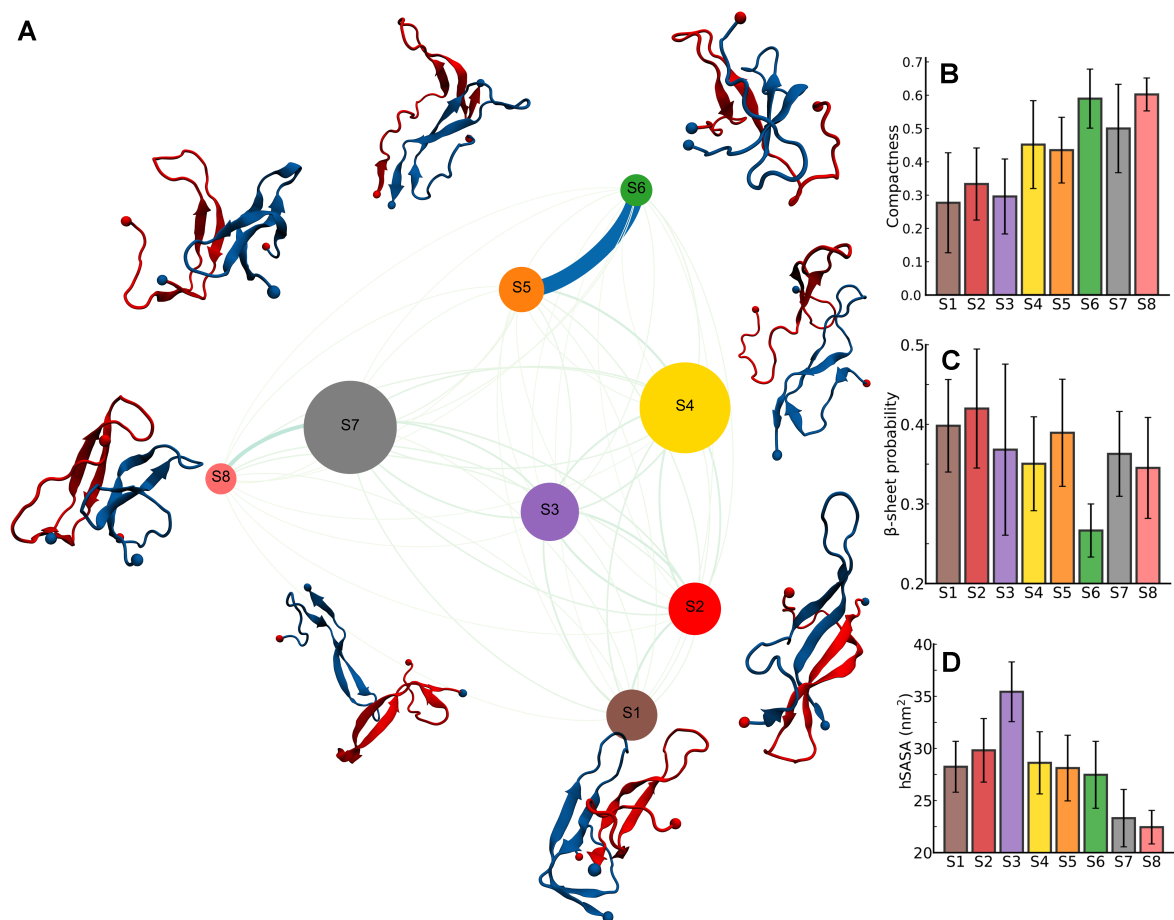 A
S6
S5
S4
S7
S8
S3
S2
S1
B
Compactness
0.7
0.6
0.5
0.4
0.3
0.2
0.1
0.0
S1 S2 S3 S4 S5 S6 S7 S8
C
β-sheet probability
0.5
0.4
0.3
0.2
S1 S2 S3 S4 S5 S6 S7 S8
D
hSASA (nm²)
40
35
30
25
20
S1 S2 S3 S4 S5 S6 S7 S8